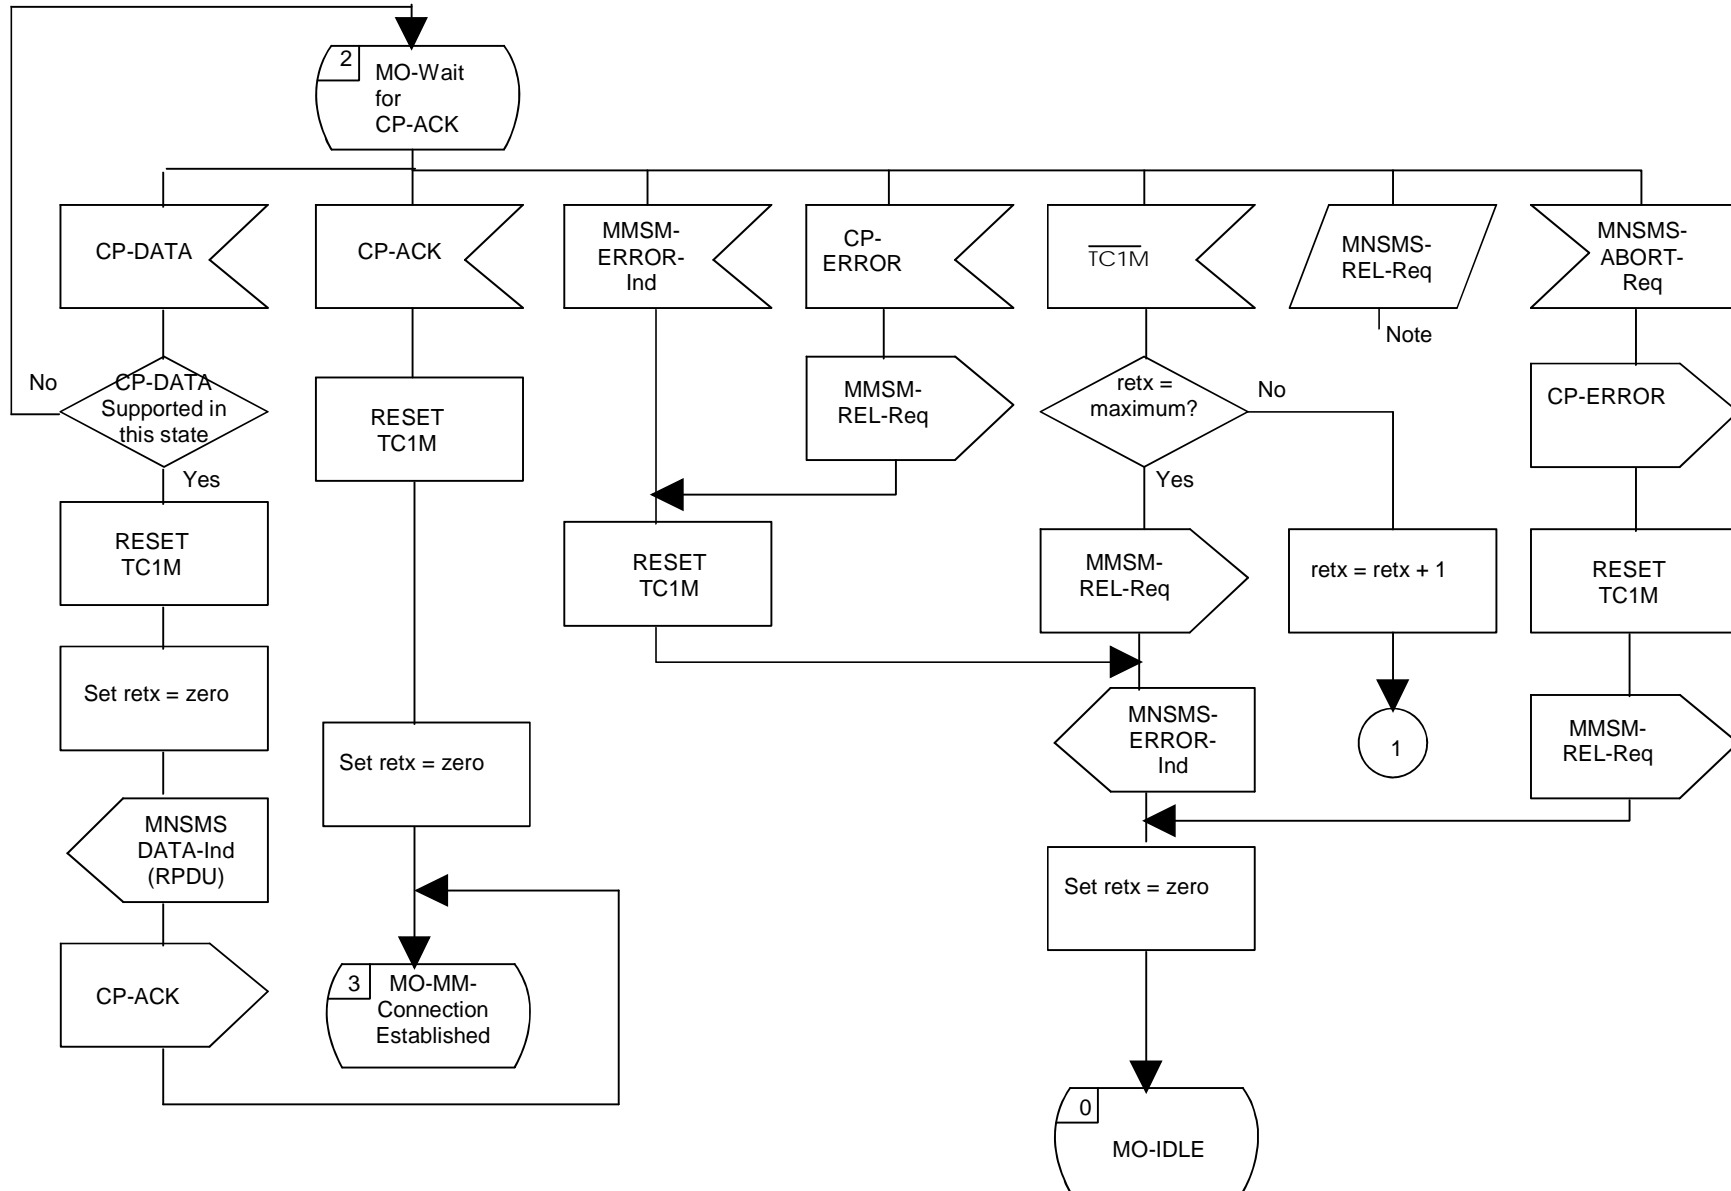 2
MO-Wait
for
CP-ACK
CP-DATA
CP-ACK
MMSM-
ERROR-
Ind
CP-
ERROR
TC1M
MNSMS-
REL-Req
MNSMS-
ABORT-
Req
Note
No
CP-DATA
Supported in
this state
Yes
RESET
TC1M
MMSM-
REL-Req
retx =
maximum?
No
Yes
CP-ERROR
RESET
TC1M
RESET
TC1M
MMSM-
REL-Req
retx = retx + 1
RESET
TC1M
Set retx = zero
Set retx = zero
MNSMS-
ERROR-
Ind
1
MMSM-
REL-Req
MNSMS
DATA-Ind
(RPDU)
Set retx = zero
CP-ACK
3
MO-MM-
Connection
Established
0
MO-IDLE